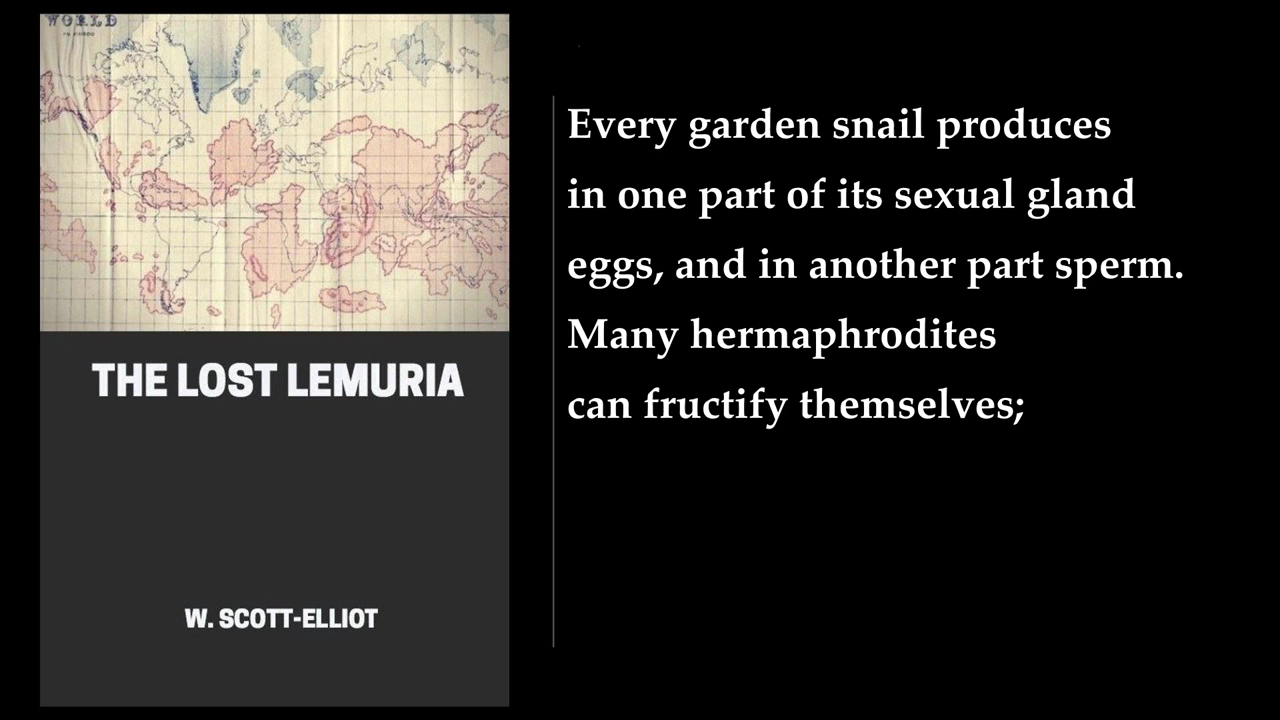 WORLD
THE LOST LEMURIA
W. SCOTT-ELLIOT
Every garden snail produces
in one part of its sexual gland
eggs, and in another part sperm.
Many hermaphrodites
can fructify themselves;